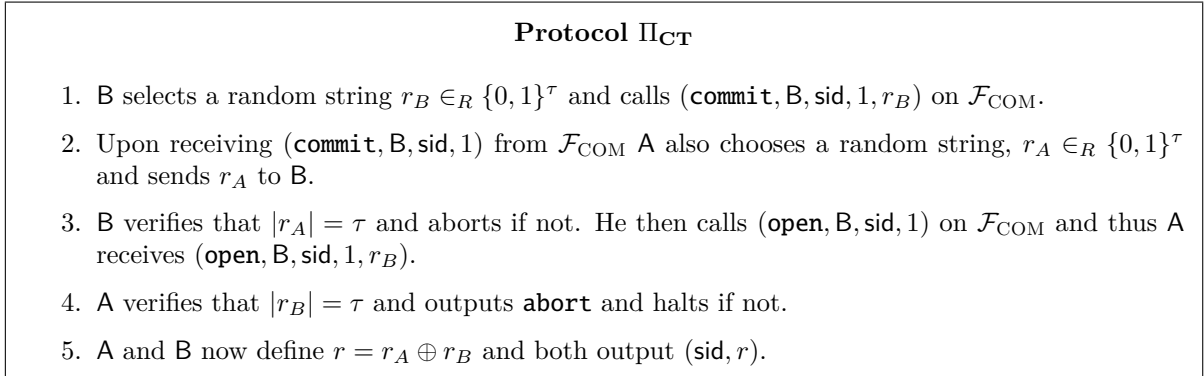 Protocol Π_CT
1. B selects a random string r_B ∈_R {0, 1}^τ and calls (commit, B, sid, 1, r_B) on F_COM.
2. Upon receiving (commit, B, sid, 1) from F_COM A also chooses a random string, r_A ∈_R {0, 1}^τ
and sends r_A to B.
3. B verifies that |r_A| = τ and aborts if not. He then calls (open, B, sid, 1) on F_COM and thus A
receives (open, B, sid, 1, r_B).
4. A verifies that |r_B| = τ and outputs abort and halts if not.
5. A and B now define r = r_A ⊕ r_B and both output (sid, r).